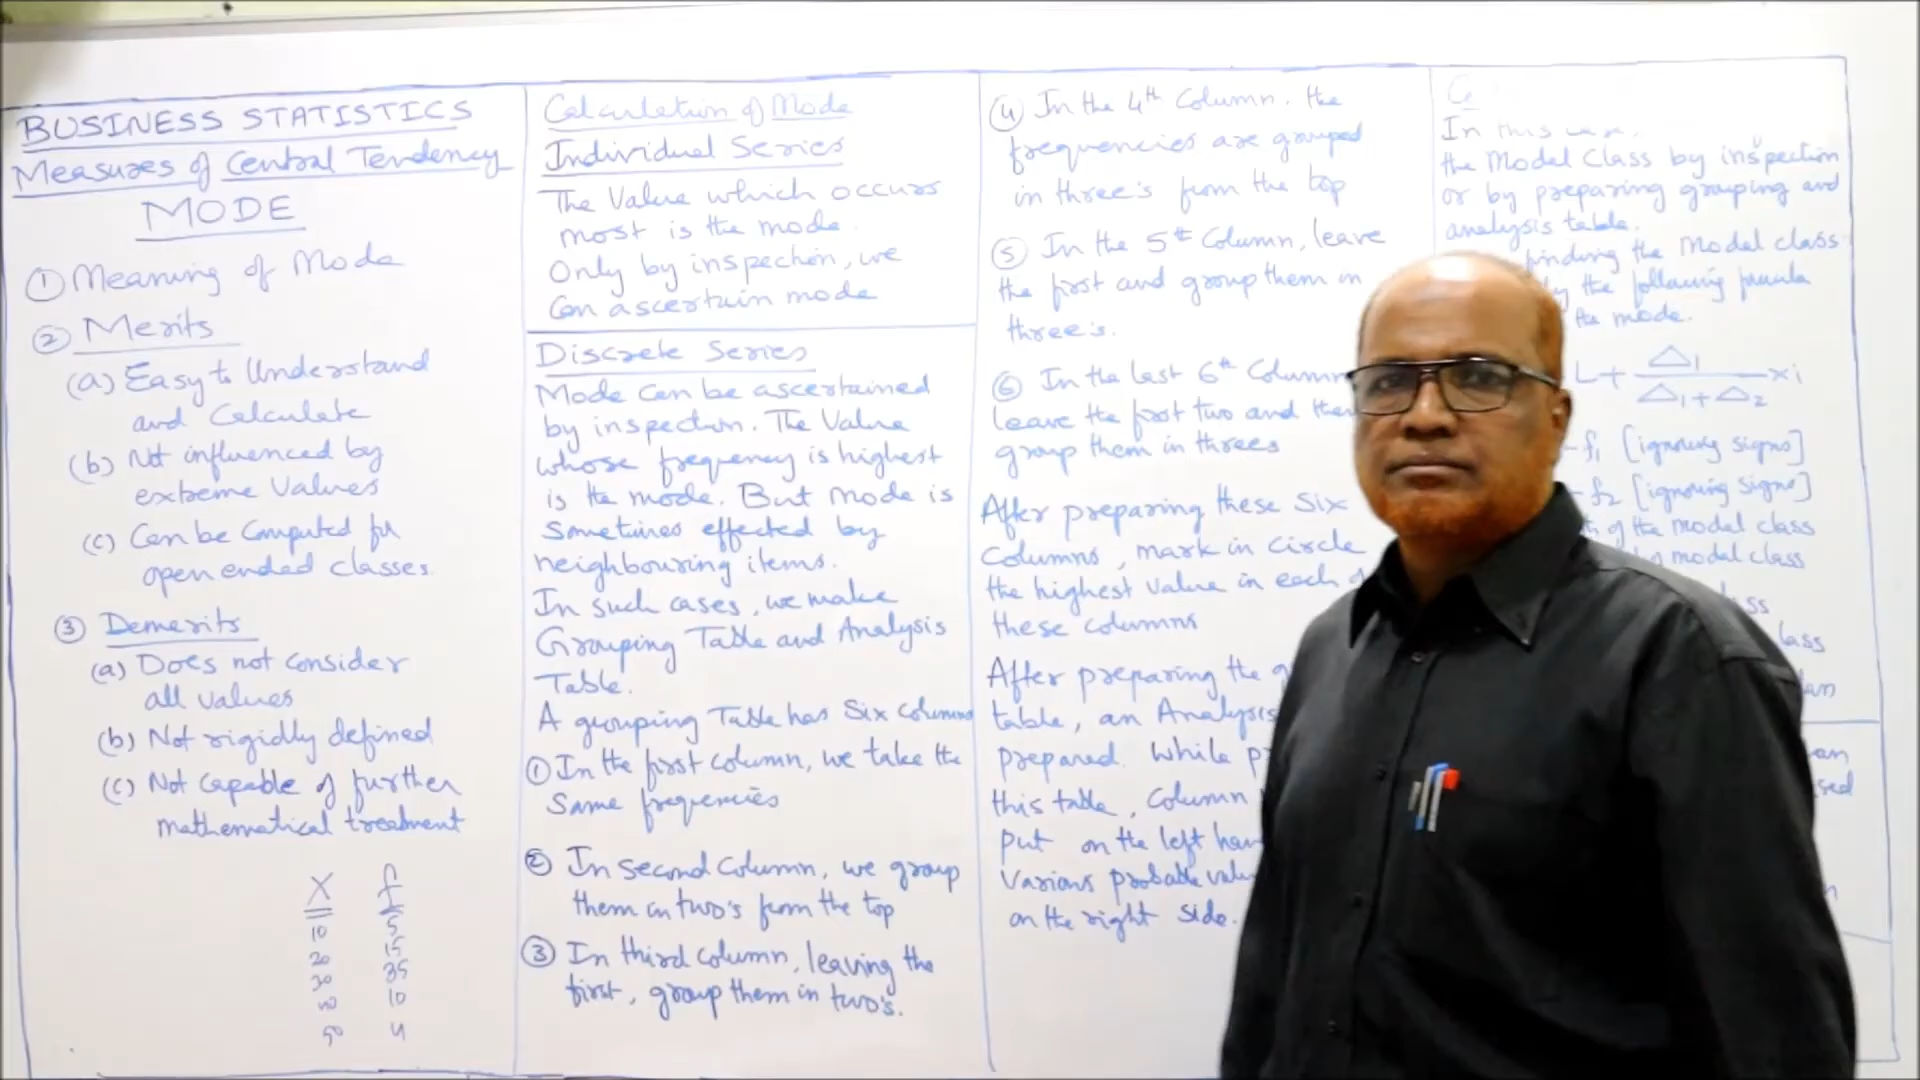 BUSINESS STATISTICS
Measures of Central Tendency
MODE
① Meaning of Mode
② Merits
(a) Easy to Understand
and Calculate
(b) Not influenced by
extreme values
(c) Can be Computed for
open ended classes
③ Demerits
(a) Does not consider
all values
(b) Not rigidly defined
(c) Not capable of further
mathematical treatment
X f
10 5
20 15
30 35
40 10
50 4
Calculation of Mode
Individual Series
The Value which occurs
most is the mode.
Only by inspection, we
Can ascertain mode
Discrete Series
Mode Can be ascertained
by inspection. The Value
whose frequency is highest
is the mode. But mode is
Sometimes effected by
neighbouring items.
In such cases, we make
Grouping Table and Analysis
Table.
A grouping Table has Six Columns
① In the first column, we take the
Same frequencies
② In second column, we group
them in two's from the top
③ In third column, leaving the
first, group them in two's.
④ In the 4th Column, the
frequencies are grouped
in three's from the top
⑤ In the 5th Column, leave
the first and group them in
three's.
⑥ In the last 6th Column
leave the first two and then
group them in threes
After preparing these Six
Columns, mark in circle
the highest value in each of
these columns
After preparing the
table, an Analysis
prepared. While
this table, Column
put on the left
Various probable
on the right side.
In this
the Modal Class by inspection
or by preparing grouping and
analysis table.
finding the Modal class
the following formula
the mode.
L + △1 / △1 + △2 × i
- f1 [ignoring signs]
- f2 [ignoring signs]
of the modal class
modal class